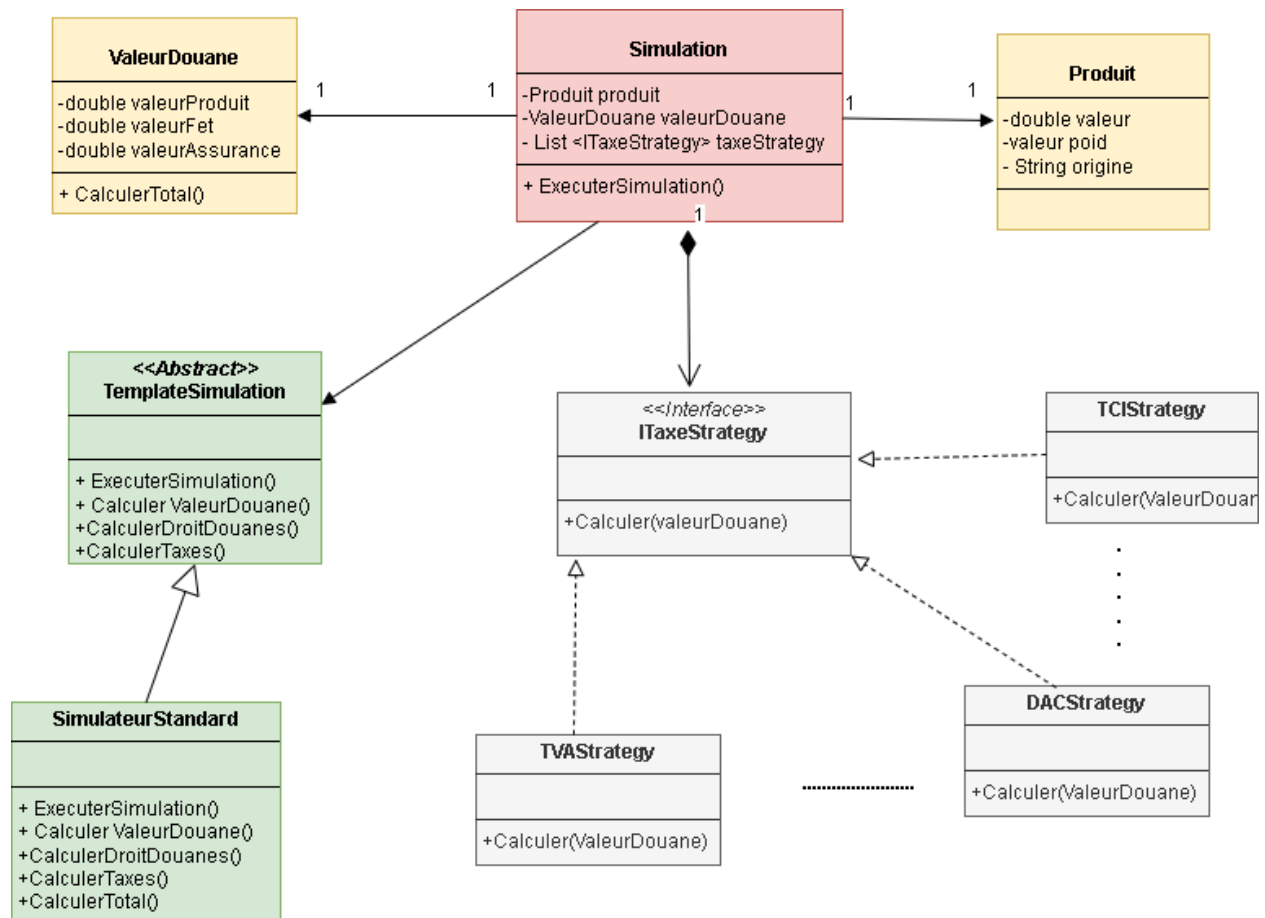 ValeurDouane
-double valeurProduit
-double valeurFet
-double valeurAssurance
+ CalculerTotal()
1
1
Simulation
-Produit produit
-ValeurDouane valeurDouane
- List <ITaxeStrategy> taxeStrategy
+ ExecuterSimulation()
1
1
1
Produit
-double valeur
-valeur poid
- String origine
<<Abstract>>
TemplateSimulation
+ ExecuterSimulation()
+ Calculer ValeurDouane()
+CalculerDroitDouanes()
+CalculerTaxes()
<<Interface>>
ITaxeStrategy
+Calculer(valeurDouane)
TCIStrategy
+Calculer(ValeurDouan
SimulateurStandard
+ ExecuterSimulation()
+ Calculer ValeurDouane()
+CalculerDroitDouanes()
+CalculerTaxes()
+CalculerTotal()
TVAStrategy
+Calculer(ValeurDouane)
DACStrategy
+Calculer(ValeurDouane)